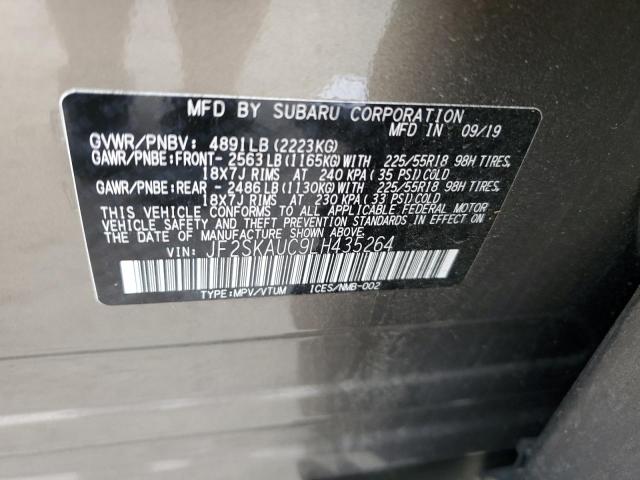 MFD BY SUBARU CORPORATION
MFD IN 09/19
GVWR/PNBV: 4891LB(2223KG)
GAWR/PNBE:FRONT- 2563LB(1165KG)WITH 225/55R18 98H TIRES,
18X7J RIMS AT 240 KPA(35 PSI)COLD
GAWR/PNBE:REAR - 2486LB(1130KG)WITH 225/55R18 98H TIRES,
18X7J RIMS AT 230 KPA(33 PSI)COLD
THIS VEHICLE CONFORMS TO ALL APPLICABLE FEDERAL MOTOR
VEHICLE SAFETY AND THEFT PREVENTION STANDARDS IN EFFECT ON
THE DATE OF MANUFACTURE SHOWN ABOVE.
VIN: JF2SKAUC9LH435264
TYPE:MPV/VTUM ICES/NMB-002